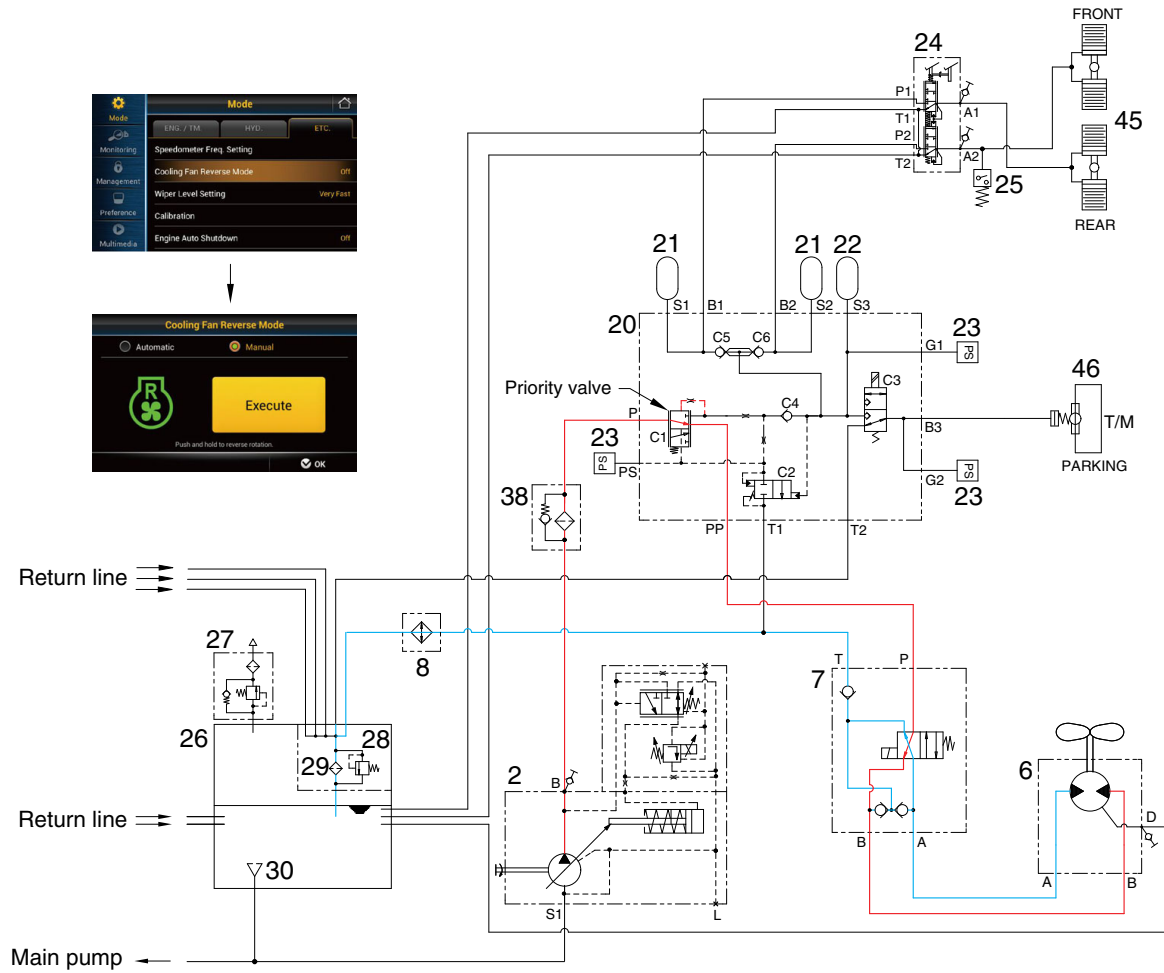 FRONT
24
P1
T1
A1
P2
T2
A2
25
45
REAR
Mode
Mode
ENG. / TM.
HYD.
ETC.
Monitoring
Speedometer Freq. Setting
Management
Cooling Fan Reverse Mode
Off
Wiper Level Setting
Very Fast
Preference
Calibration
Multimedia
Engine Auto Shutdown
Off
Cooling Fan Reverse Mode
Automatic
Manual
R
Execute
Push and hold to reverse rotation.
OK
21
21
22
S1
B1
B2
S2
S3
20
C5
C6
G1
PS
23
Priority valve
P
C1
C4
C3
46
T/M
B3
PARKING
23
PS
PS
C2
G2
PS
23
38
PP
T1
T2
Return line
27
8
7
T
P
26
28
29
2
B
6
D
Return line
30
B
A
A
B
S1
L
Main pump